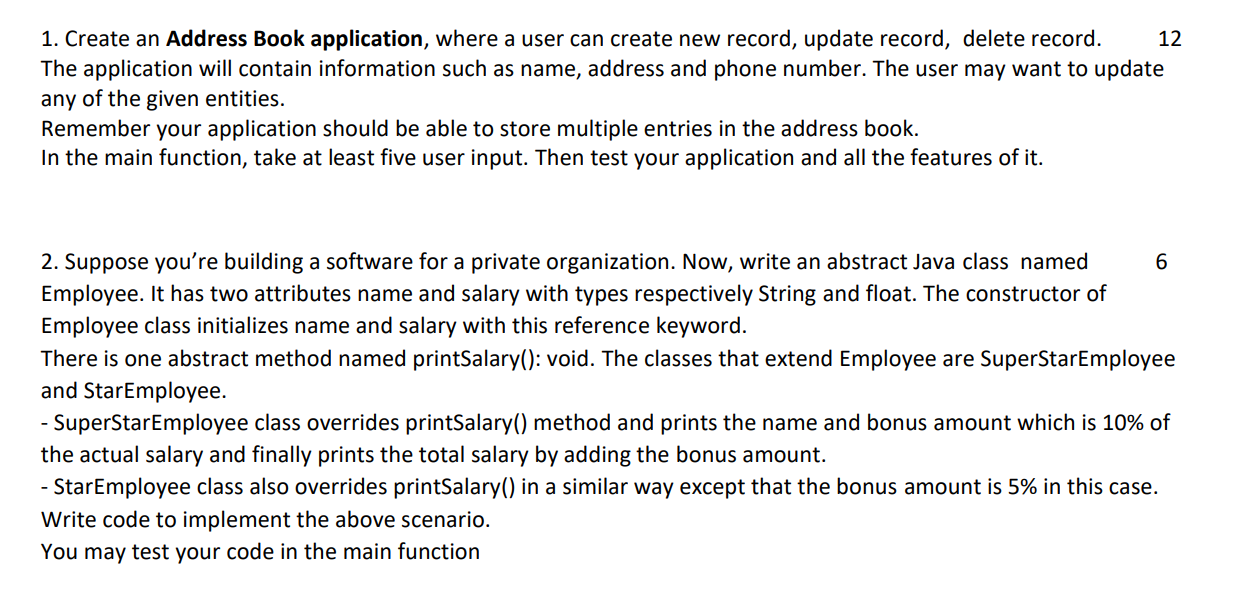 1. Create an Address Book application, where a user can create new record, update record, delete record. 12
The application will contain information such as name, address and phone number. The user may want to update
any of the given entities.
Remember your application should be able to store multiple entries in the address book.
In the main function, take at least five user input. Then test your application and all the features of it.
2. Suppose you’re building a software for a private organization. Now, write an abstract Java class named 6
Employee. It has two attributes name and salary with types respectively String and float. The constructor of
Employee class initializes name and salary with this reference keyword.
There is one abstract method named printSalary(): void. The classes that extend Employee are SuperStarEmployee
and StarEmployee.
- SuperStarEmployee class overrides printSalary() method and prints the name and bonus amount which is 10% of
the actual salary and finally prints the total salary by adding the bonus amount.
- StarEmployee class also overrides printSalary() in a similar way except that the bonus amount is 5% in this case.
Write code to implement the above scenario.
You may test your code in the main function